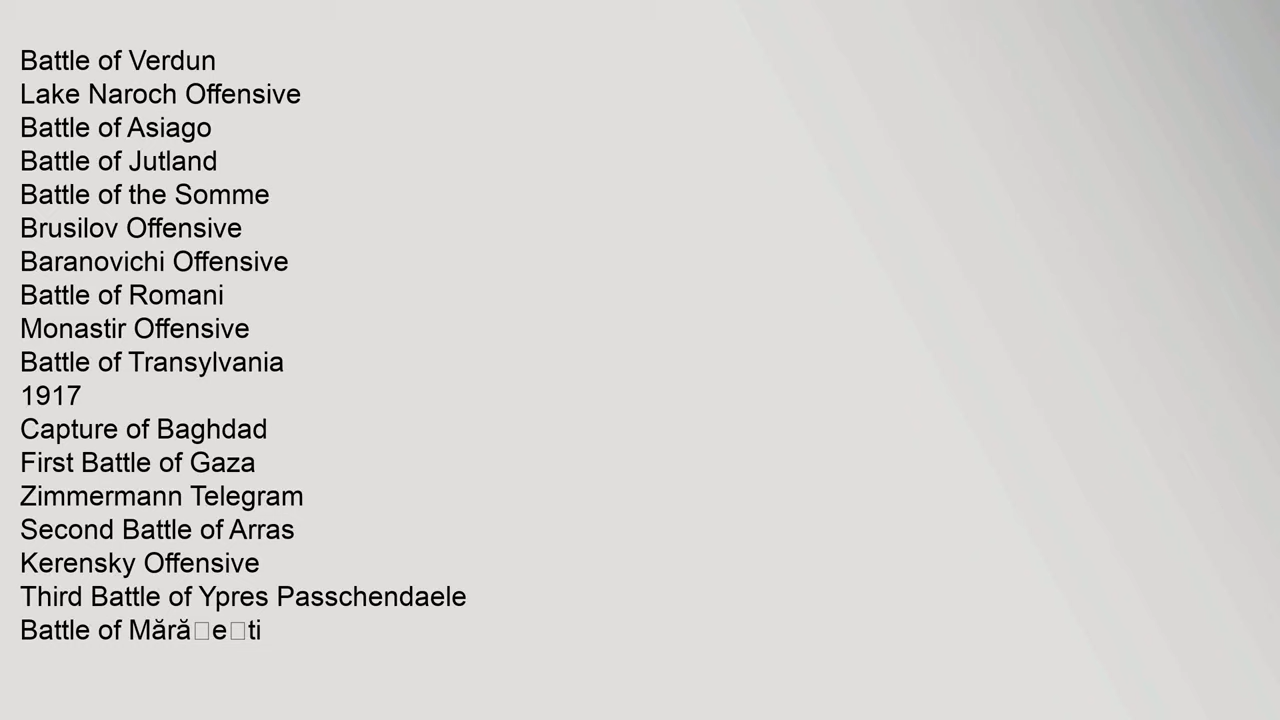 Battle of Verdun
Lake Naroch Offensive
Battle of Asiago
Battle of Jutland
Battle of the Somme
Brusilov Offensive
Baranovichi Offensive
Battle of Romani
Monastir Offensive
Battle of Transylvania
1917
Capture of Baghdad
First Battle of Gaza
Zimmermann Telegram
Second Battle of Arras
Kerensky Offensive
Third Battle of Ypres Passchendaele
Battle of Mără□e□ti